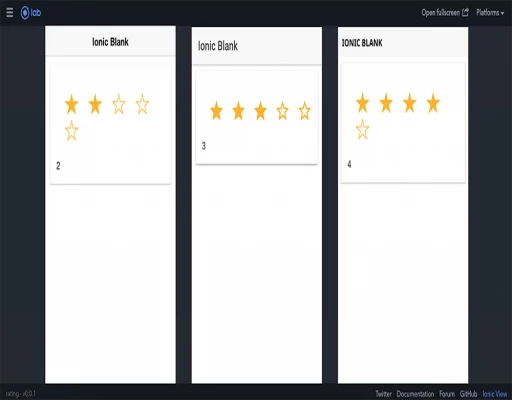 lab
Open fullscreen
Platforms
Ionic Blank
2
Ionic Blank
3
IONIC BLANK
4
rating - v0.0.1
Twitter Documentation Forum GitHub Ionic View